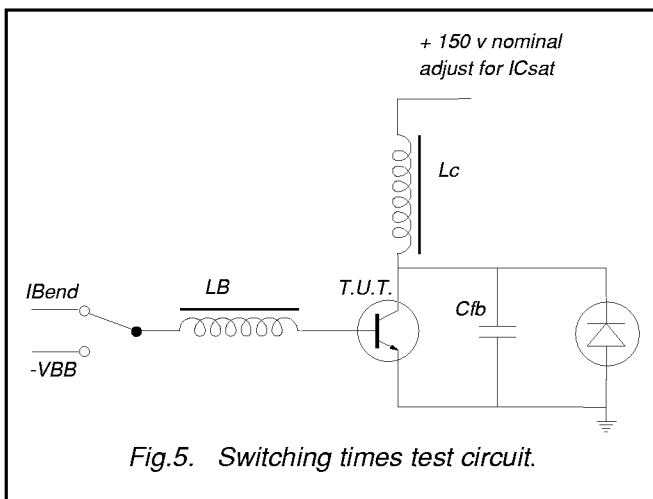 + 150 v nominal
adjust for ICsat
Lc
IBend
LB
T.U.T.
Cfb
-VBB
Fig.5. Switching times test circuit.